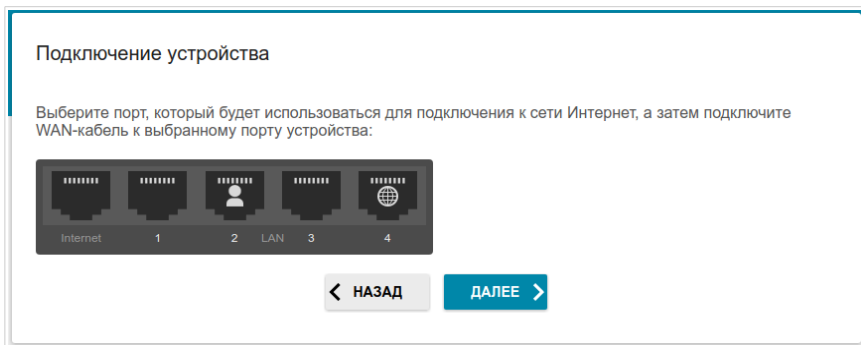 Подключение устройства
Выберите порт, который будет использоваться для подключения к сети Интернет, а затем подключите
WAN-кабель к выбранному порту устройства:
Internet 1 2 LAN 3 4
НАЗАД ДАЛЕЕ